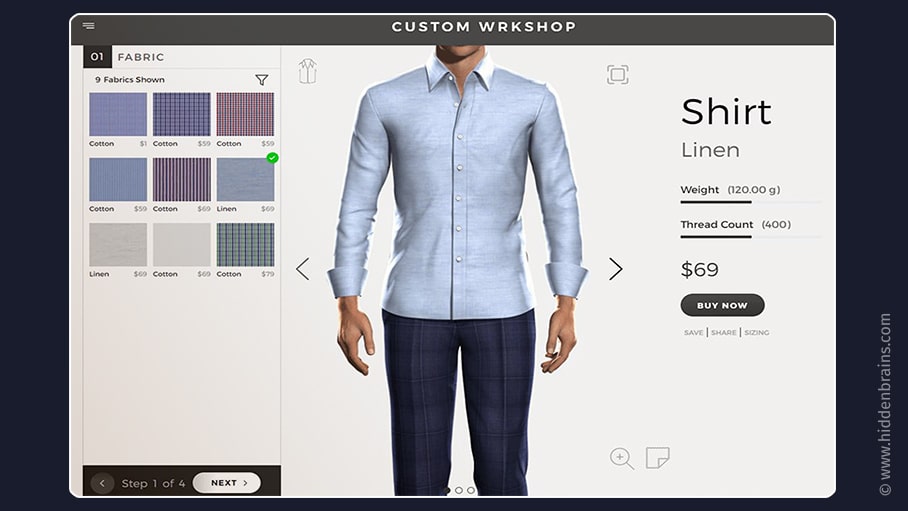 CUSTOM WRKSHOP
01 FABRIC
9 Fabrics Shown
Cotton $1 Cotton $59 Cotton $59
Cotton $59 Cotton $69 Linen $69
Linen $69 Cotton $69 Cotton $79
Step 1 of 4 NEXT
Shirt
Linen
Weight (120.00 g)
Thread Count (400)
$69
BUY NOW
SAVE | SHARE | SIZING
© www.hiddenbrains.com